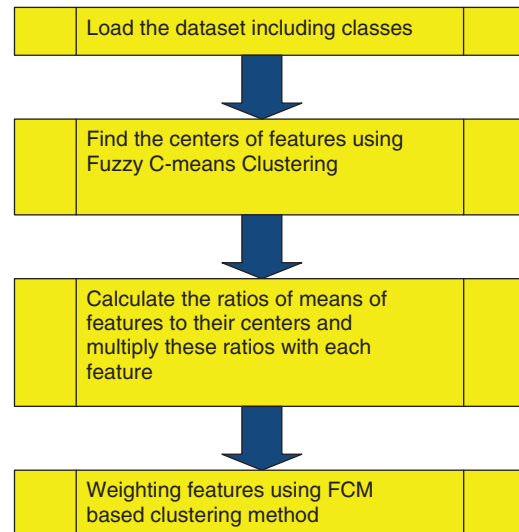 Load the dataset including classes
Find the centers of features using
Fuzzy C-means Clustering
Calculate the ratios of means of
features to their centers and
multiply these ratios with each
feature
Weighting features using FCM
based clustering method